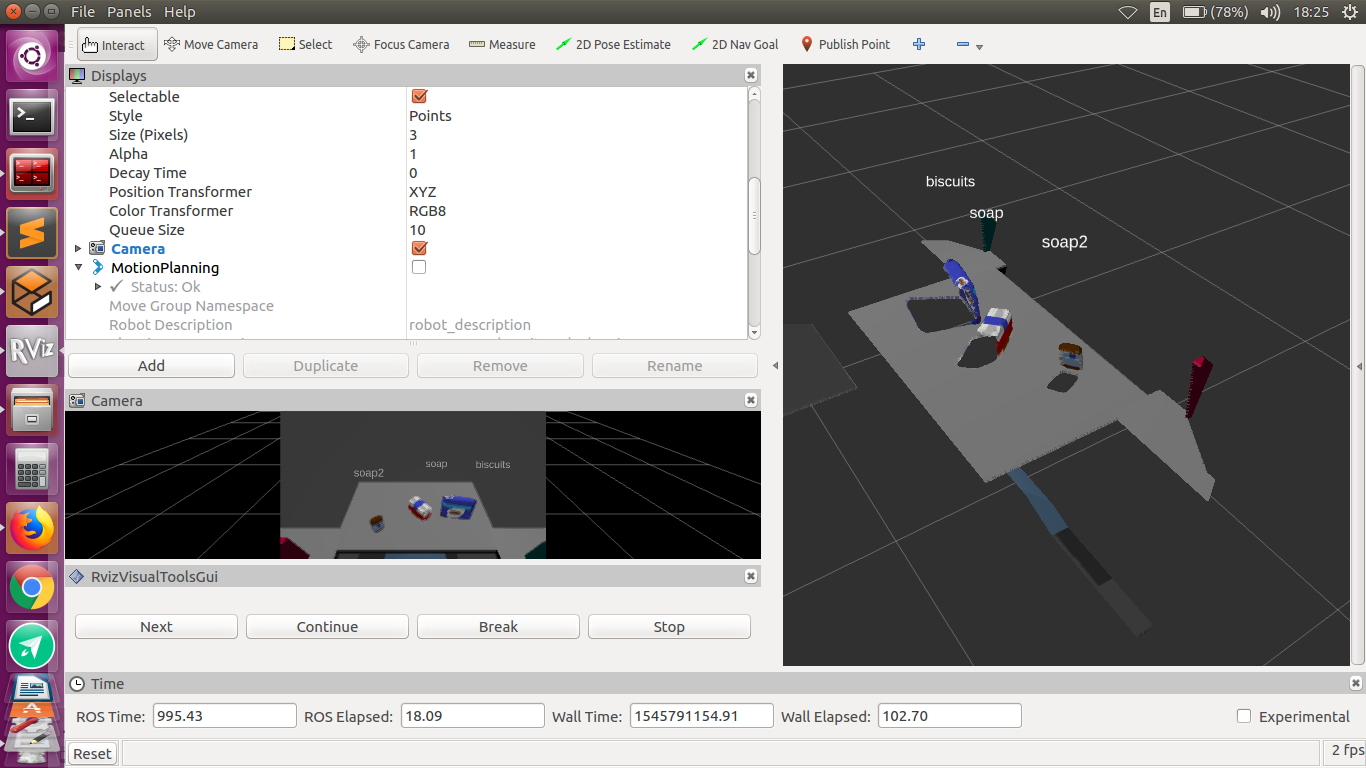 File Panels Help
En (78%) 18:25
Interact Move Camera Select Focus Camera Measure 2D Pose Estimate 2D Nav Goal Publish Point
Displays
Selectable
Style Points
Size (Pixels) 3
Alpha 1
Decay Time 0
Position Transformer XYZ
Color Transformer RGB8
Queue Size 10
Camera
MotionPlanning
Status: Ok
Move Group Namespace
Robot Description robot_description
Add Duplicate Remove Rename
Camera
soap2 soap biscuits
RvizVisualToolsGui
Next Continue Break Stop
biscuits
soap
soap2
Time
ROS Time: 995.43 ROS Elapsed: 18.09 Wall Time: 1545791154.91 Wall Elapsed: 102.70 Experimental
Reset 2 fps
RViz